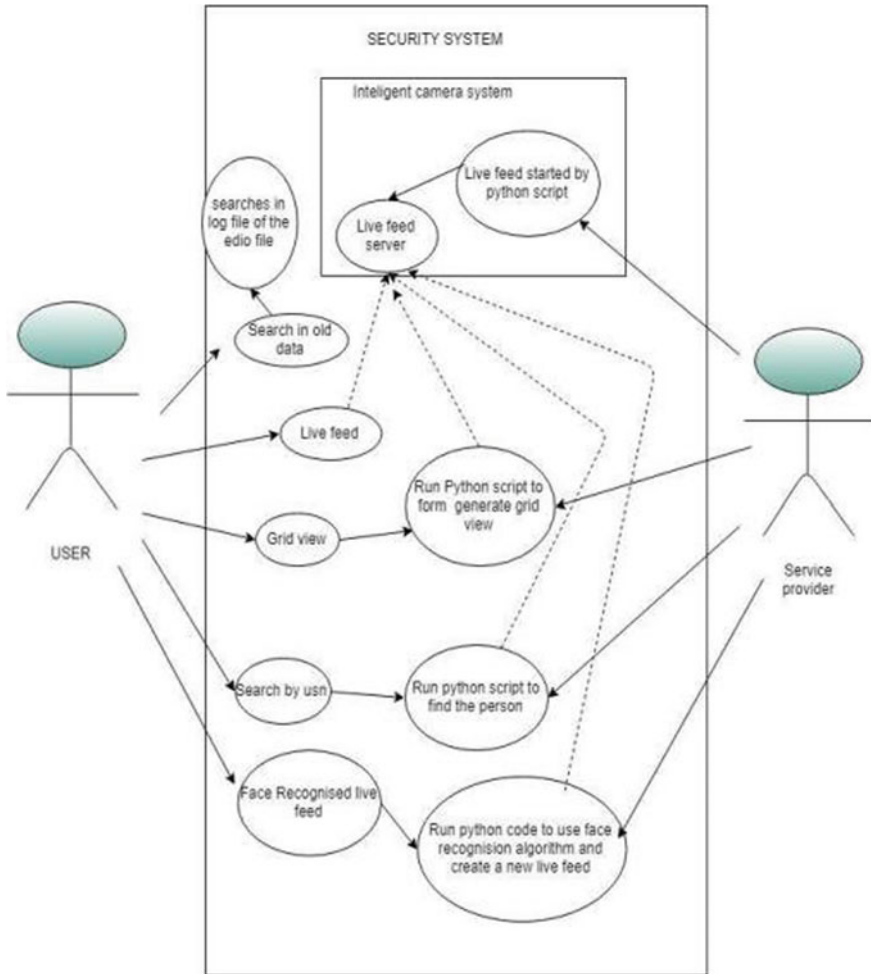 SECURITY SYSTEM
Inteligent camera system
Live feed started by
python script
searches in
log file of the
edio file
Live feed
server
Search in old
data
Live feed
Run Python script to
form generate grid
view
USER
Grid view
Service
provider
Search by usn
Run python script to
find the person
Face Recognised live
feed
Run python code to use face
recognision algorithm and
create a new live feed